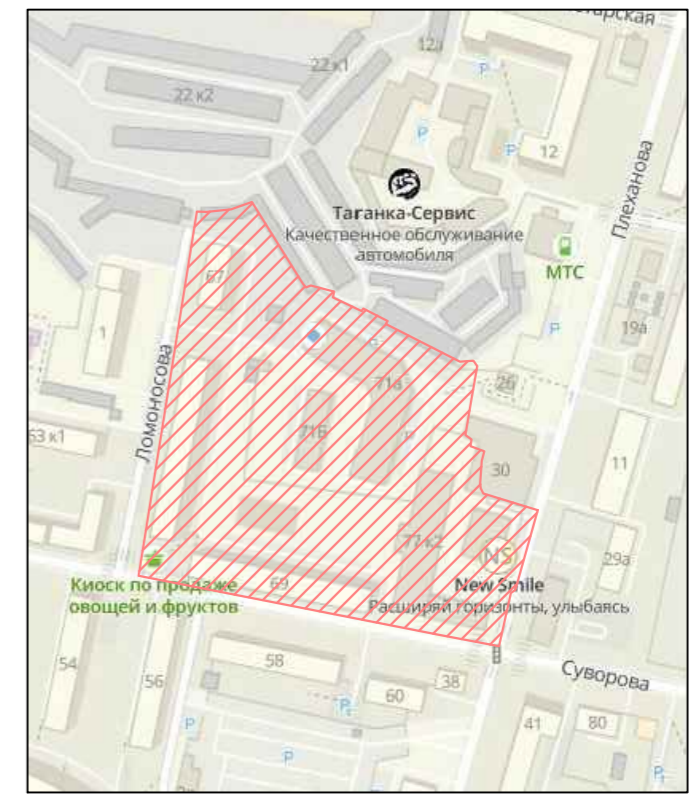 22 к1
12а
P
22 к2
P
12
P
Плеханова
Таганка-Сервис
Качественное обслуживание
автомобиля
МТС
67
1
P
19а
Ломоносова
71а
26
71Б
63 к1
30
11
77 к2
NS
29а
Киоск по продаже
овощей и фруктов
69
New Smile
Расширяй горизонты, улыбаясь
58
54
56
38
60
Суворова
P
P
41
80
P
P